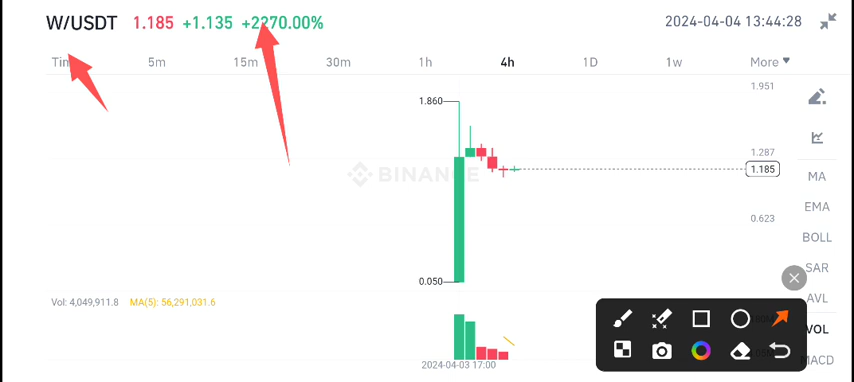 W/USDT 1.185 +1.135 +2270.00% 2024-04-04 13:44:28
5m 15m 30m 1h 4h 1D 1w More
1.951
1.860
1.287
BINANCE
1.185
MA
EMA
0.623
BOLL
SAR
0.050
Vol: 4,049,911.8 MA(5): 56,291,031.6
AVL
VOL
MACD
2024-04-03 17:00